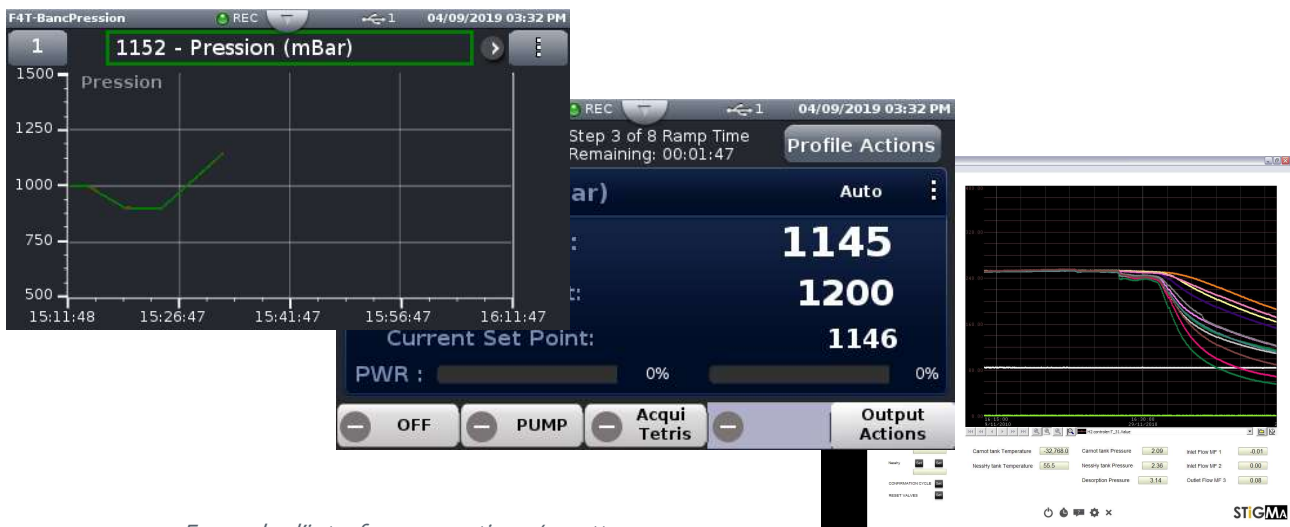 F4T-BancPression REC 1 04/09/2019 03:32 PM
1 1152 - Pression (mBar)
1500 Pression
1250
1000
750
500
15:11:48 15:26:47 15:41:47 15:56:47 16:11:47
REC 1 04/09/2019 03:32 PM
Step 3 of 8 Ramp Time
Remaining: 00:01:47
Profile Actions
ar) Auto
: 1145
t: 1200
Current Set Point: 1146
PWR : 0% 0%
OFF
PUMP
Acqui
Tetris
Output
Actions
Carnot tank Temperature -32,768.0 Carnot tank Pressure 2.09 Inlet Flow MF 1 -0.01
NessHy tank Temperature 55.5 NessHy tank Pressure 2.36 Inlet Flow MF 2 0.00
Desorption Pressure 3.14 Outlet Flow MF 3 0.08
CONFIRMATION CYCLE
RESET VALVES
STiGMA